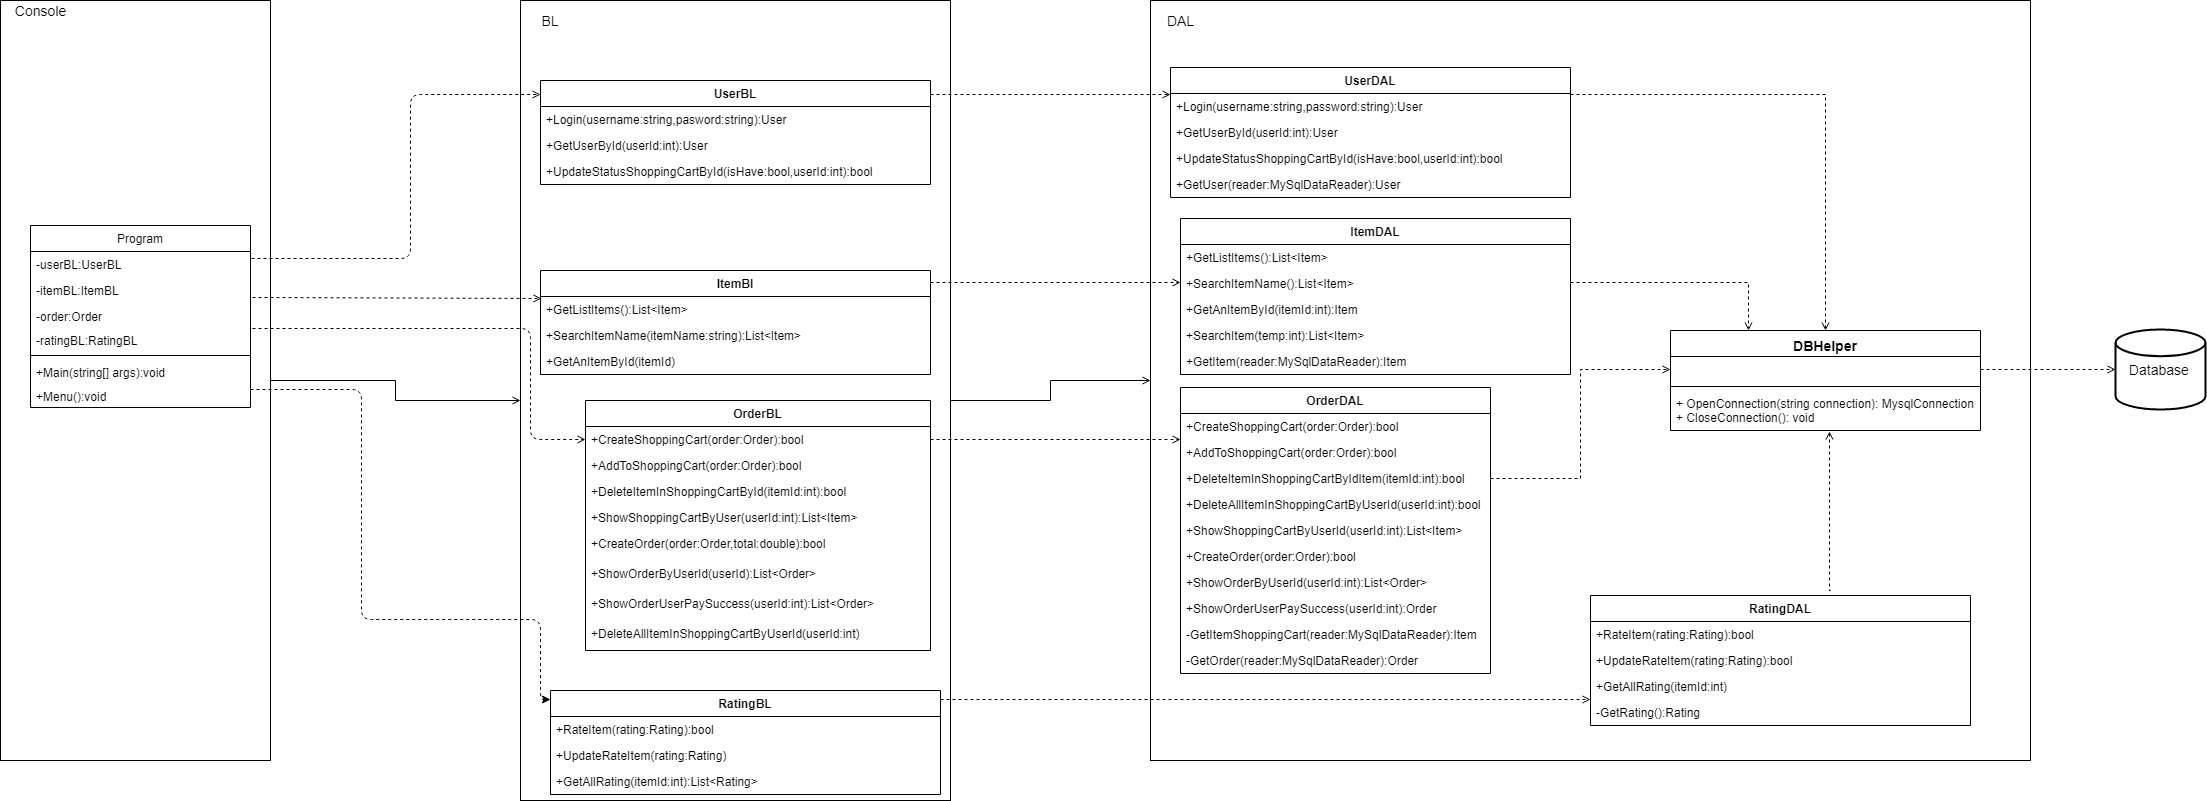 Console
Program
-userBL:UserBL
-itemBL:ItemBL
-order:Order
-ratingBL:RatingBL
+Main(string[] args):void
+Menu():void
BL
UserBL
+Login(username:string,pasword:string):User
+GetUserById(userId:int):User
+UpdateStatusShoppingCartById(isHave:bool,userId:int):bool
ItemBl
+GetListItems():List<Item>
+SearchItemName(itemName:string):List<Item>
+GetAnItemById(itemId)
OrderBL
+CreateShoppingCart(order:Order):bool
+AddToShoppingCart(order:Order):bool
+DeleteItemInShoppingCartById(itemId:int):bool
+ShowShoppingCartByUser(userId:int):List<Item>
+CreateOrder(order:Order,total:double):bool
+ShowOrderByUserId(userId):List<Order>
+ShowOrderUserPaySuccess(userId:int):List<Order>
+DeleteAllItemInShoppingCartByUserId(userId:int)
RatingBL
+RateItem(rating:Rating):bool
+UpdateRateItem(rating:Rating)
+GetAllRating(itemId:int):List<Rating>
DAL
UserDAL
+Login(username:string,password:string):User
+GetUserById(userId:int):User
+UpdateStatusShoppingCartById(isHave:bool,userId:int):bool
+GetUser(reader:MySqlDataReader):User
ItemDAL
+GetListItems():List<Item>
+SearchItemName():List<Item>
+GetAnItemById(itemId:int):Item
+SearchItem(temp:int):List<Item>
+GetItem(reader:MySqlDataReader):Item
OrderDAL
+CreateShoppingCart(order:Order):bool
+AddToShoppingCart(order:Order):bool
+DeleteItemInShoppingCartByIdItem(itemId:int):bool
+DeleteAllItemInShoppingCartByUserId(userId:int):bool
+ShowShoppingCartByUserId(userId:int):List<Item>
+CreateOrder(order:Order):bool
+ShowOrderByUserId(userId:int):List<Order>
+ShowOrderUserPaySuccess(userId:int):Order
-GetItemShoppingCart(reader:MySqlDataReader):Item
-GetOrder(reader:MySqlDataReader):Order
DBHelper
+ OpenConnection(string connection): MysqlConnection
+ CloseConnection(): void
RatingDAL
+RateItem(rating:Rating):bool
+UpdateRateItem(rating:Rating):bool
+GetAllRating(itemId:int)
-GetRating():Rating
Database